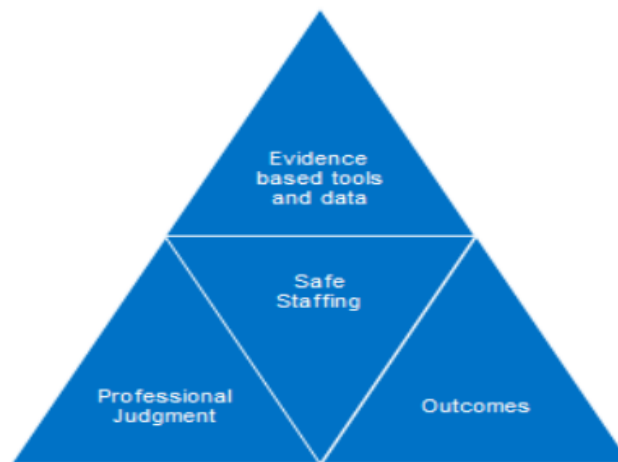 Evidence
based tools
and data
Safe
Staffing
Professional
Judgment
Outcomes